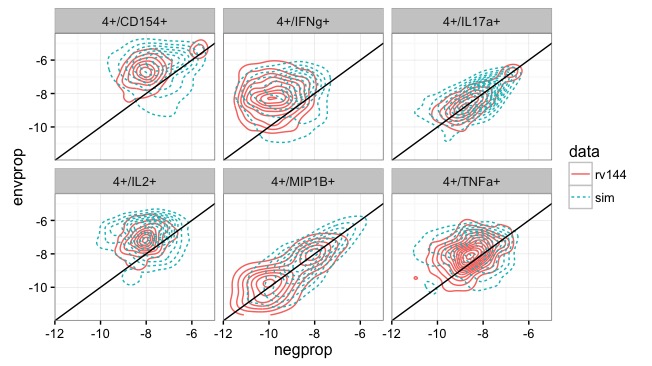 4+/CD154+ 4+/IFNg+ 4+/IL17a+
-6
-8
-10
4+/IL2+ 4+/MIP1B+ 4+/TNFa+
-6
-8
-10
-12 -10 -8 -6 -12 -10 -8 -6 -12 -10 -8 -6
negprop
envprop
data
rv144
sim